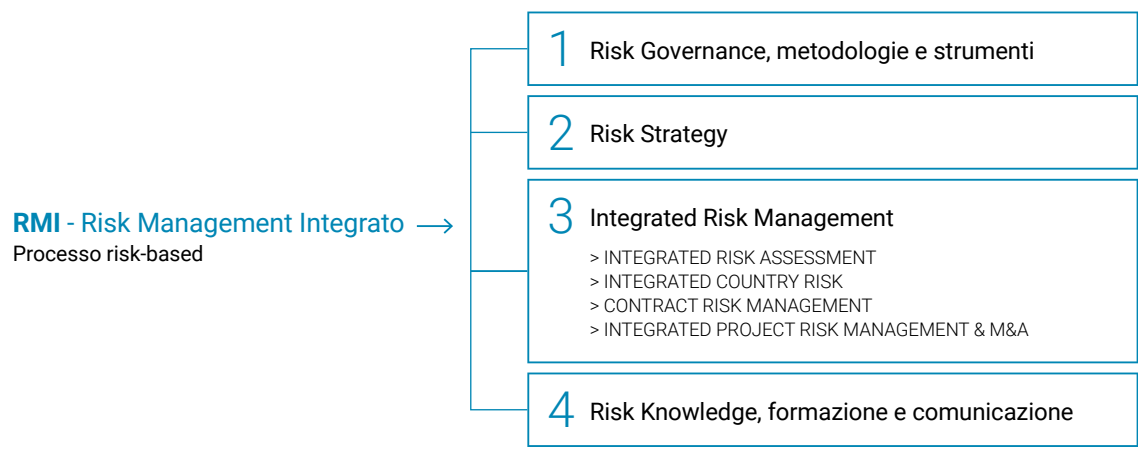 RMI - Risk Management Integrato →
Processo risk-based
1 Risk Governance, metodologie e strumenti
2 Risk Strategy
3 Integrated Risk Management
> INTEGRATED RISK ASSESSMENT
> INTEGRATED COUNTRY RISK
> CONTRACT RISK MANAGEMENT
> INTEGRATED PROJECT RISK MANAGEMENT & M&A
4 Risk Knowledge, formazione e comunicazione